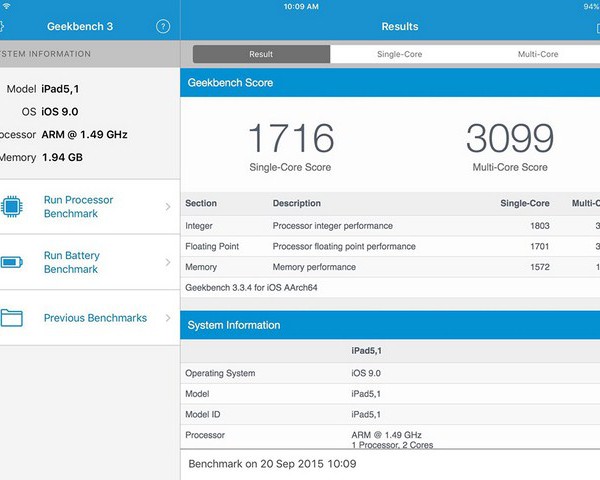 10:09 AM
94%
Geekbench 3
?
Results
STEM INFORMATION
Result
Single-Core
Multi-Core
Model iPad5,1
OS iOS 9.0
ocessor ARM @ 1.49 GHz
Memory 1.94 GB
Run Processor
Benchmark
Run Battery
Benchmark
Previous Benchmarks
Geekbench Score
1716
3099
Single-Core Score
Multi-Core Score
Section Description Single-Core Multi-C
Integer Processor integer performance 1803 3
Floating Point Processor floating point performance 1701 3
Memory Memory performance 1572 1
Geekbench 3.3.4 for iOS AArch64
System Information
iPad5,1
Operating System iOS 9.0
Model iPad5,1
Model ID iPad5,1
Processor ARM @ 1.49 GHz
1 Processor, 2 Cores
Benchmark on 20 Sep 2015 10:09